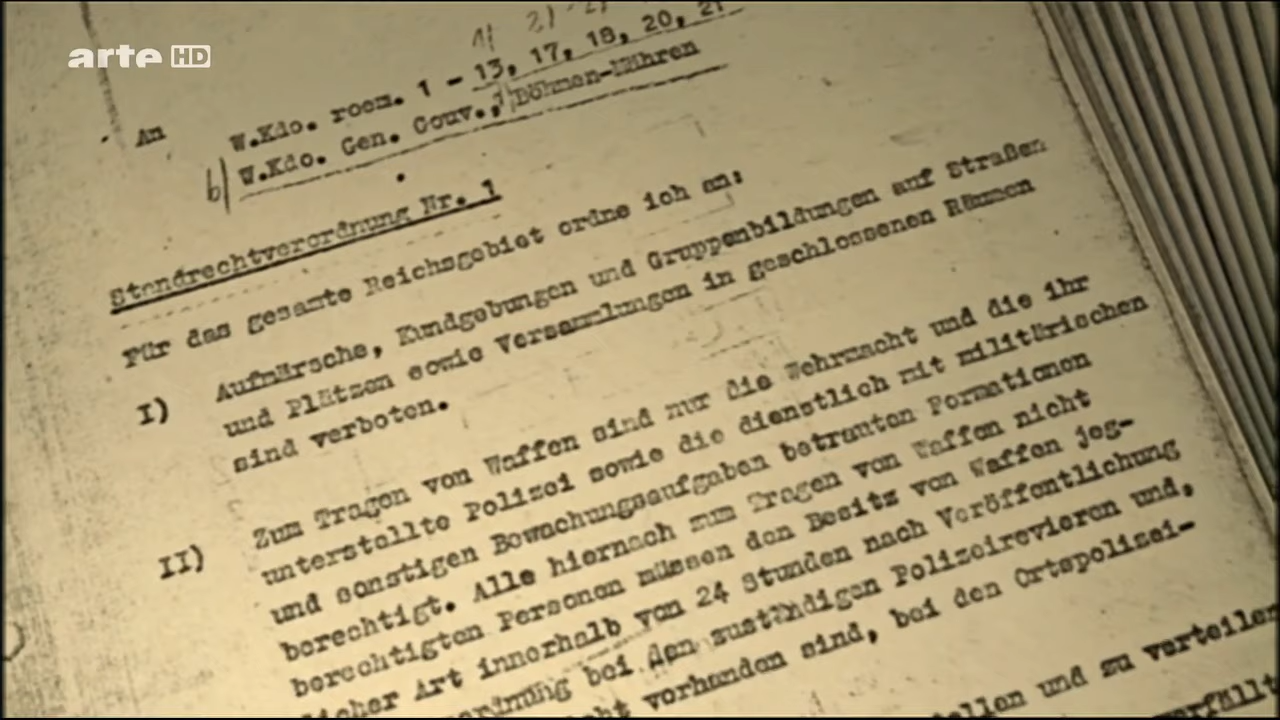 arte HD
1) 2)
An W.Kdo. roem. 1 - 13, 17, 18, 20, 21
b) W.Kdo. Gen. Gouv., Böhmen-Mähren
Standrechtverordnung Nr. 1
Für das gesamte Reichsgebiet ordne ich an:
I) Aufmärsche, Kundgebungen und Gruppenbildungen auf Straßen
und Plätzen sowie Versammlungen in geschlossenen Räumen
sind verboten.
II) Zum Tragen von Waffen sind nur die Wehrmacht und die ihr
unterstellte Polizei sowie die dienstlich mit militärischen
und sonstigen Bewachungsaufgaben betrauten Formationen
berechtigt. Alle hiernach zum Tragen von Waffen nicht
berechtigten Personen müssen den Besitz von Waffen jeg-
licher Art innerhalb von 24 Stunden nach Veröffentlichung
bei den zuständigen Polizeirevieren und,
vorhanden sind, bei den Ortspolizei-
und zu verteilen
verfällt